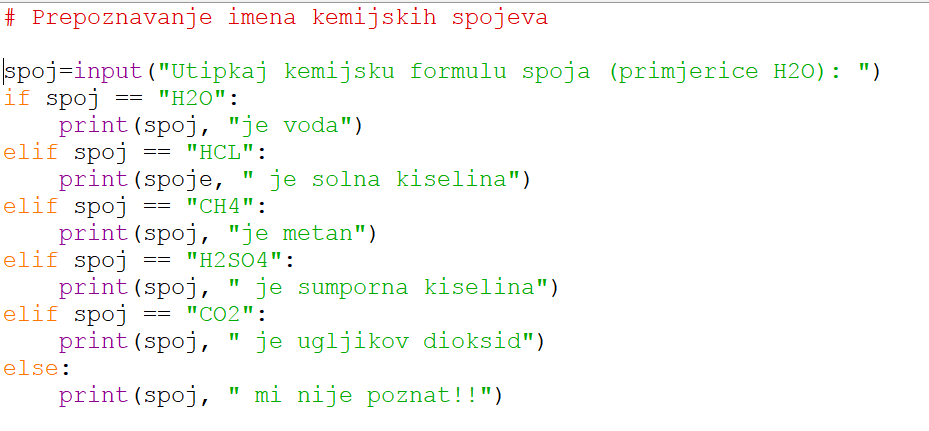 # Prepoznavanje imena kemijskih spojeva
spoj=input("Utipkaj kemijsku formulu spoja (primjerice H2O): ")
if spoj == "H2O":
    print(spoj, "je voda")
elif spoj == "HCL":
    print(spoje, " je solna kiselina")
elif spoj == "CH4":
    print(spoj, "je metan")
elif spoj == "H2SO4":
    print(spoj, " je sumporna kiselina")
elif spoj == "CO2":
    print(spoj, " je ugljikov dioksid")
else:
    print(spoj, " mi nije poznat!!")